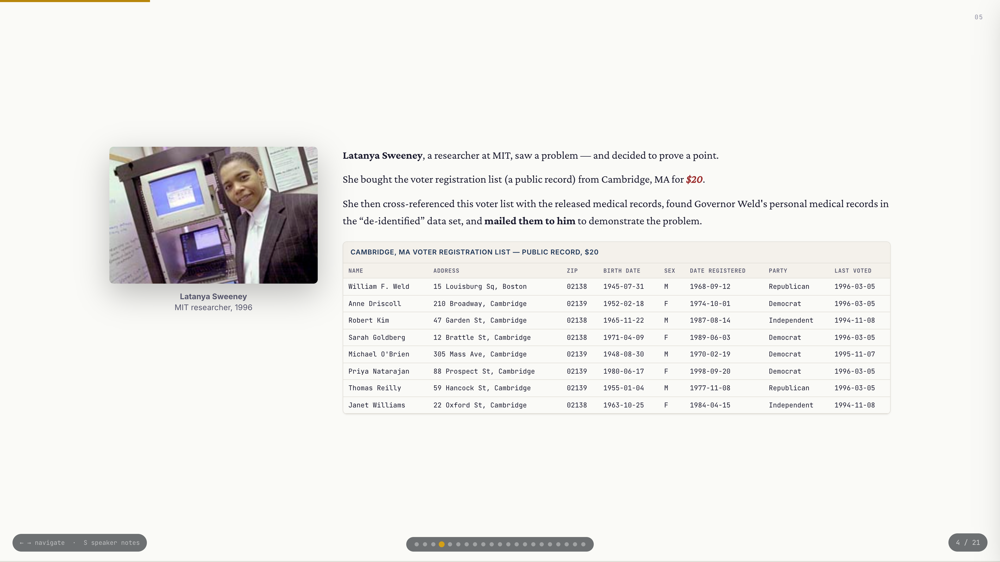 05
Latanya Sweeney, a researcher at MIT, saw a problem — and decided to prove a point.
She bought the voter registration list (a public record) from Cambridge, MA for $20.
She then cross-referenced this voter list with the released medical records, found Governor Weld's personal medical records in
the “de-identified” data set, and mailed them to him to demonstrate the problem.
Latanya Sweeney
MIT researcher, 1996
CAMBRIDGE, MA VOTER REGISTRATION LIST — PUBLIC RECORD, $20
NAME ADDRESS ZIP BIRTH DATE SEX DATE REGISTERED PARTY LAST VOTED
William F. Weld 15 Louisburg Sq, Boston 02138 1945-07-31 M 1968-09-12 Republican 1996-03-05
Anne Driscoll 210 Broadway, Cambridge 02139 1952-02-18 F 1974-10-01 Democrat 1996-03-05
Robert Kim 47 Garden St, Cambridge 02138 1965-11-22 M 1987-08-14 Independent 1994-11-08
Sarah Goldberg 12 Brattle St, Cambridge 02138 1971-04-09 F 1989-06-03 Democrat 1996-03-05
Michael O'Brien 305 Mass Ave, Cambridge 02139 1948-08-30 M 1970-02-19 Democrat 1995-11-07
Priya Natarajan 88 Prospect St, Cambridge 02139 1980-06-17 F 1998-09-20 Democrat 1996-03-05
Thomas Reilly 59 Hancock St, Cambridge 02139 1955-01-04 M 1977-11-08 Republican 1996-03-05
Janet Williams 22 Oxford St, Cambridge 02138 1963-10-25 F 1984-04-15 Independent 1994-11-08
← → navigate · S speaker notes
4 / 21